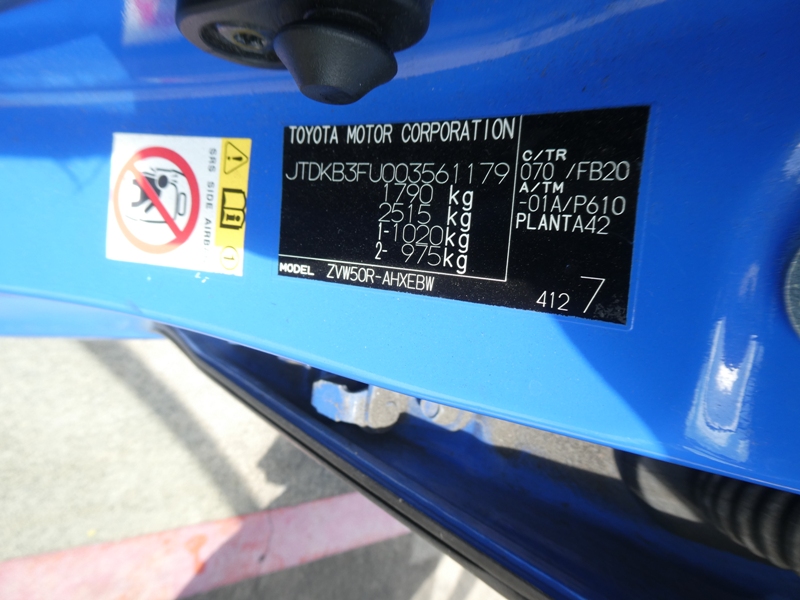 TOYOTA MOTOR CORPORATION
JTDKB3FU003561179
1790 kg
2515 kg
1-1020kg
2- 975kg
MODEL ZVW50R-AHXEBW
C/TR
070 /FB20
A/TM
-01A/P610
PLANTA42
412 7
SRS SIDE AIRB